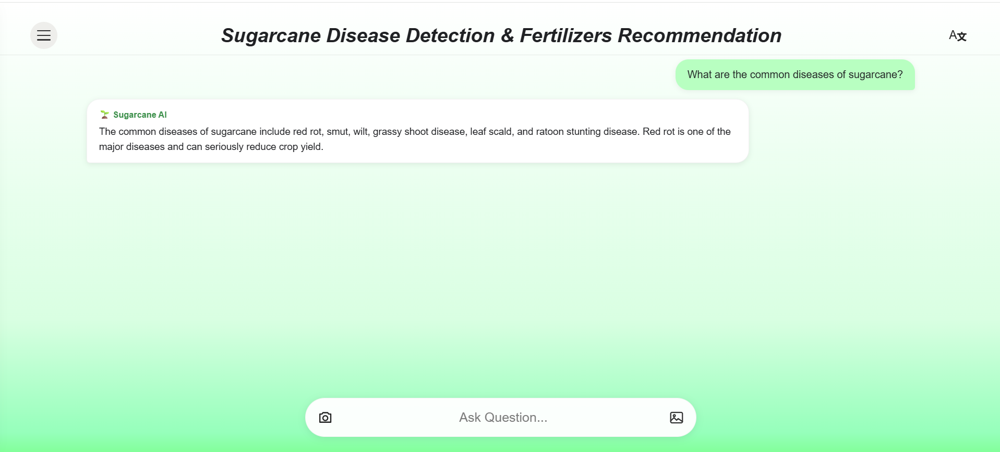 Sugarcane Disease Detection & Fertilizers Recommendation
A文
What are the common diseases of sugarcane?
Sugarcane AI
The common diseases of sugarcane include red rot, smut, wilt, grassy shoot disease, leaf scald, and ratoon stunting disease. Red rot is one of the
major diseases and can seriously reduce crop yield.
Ask Question...